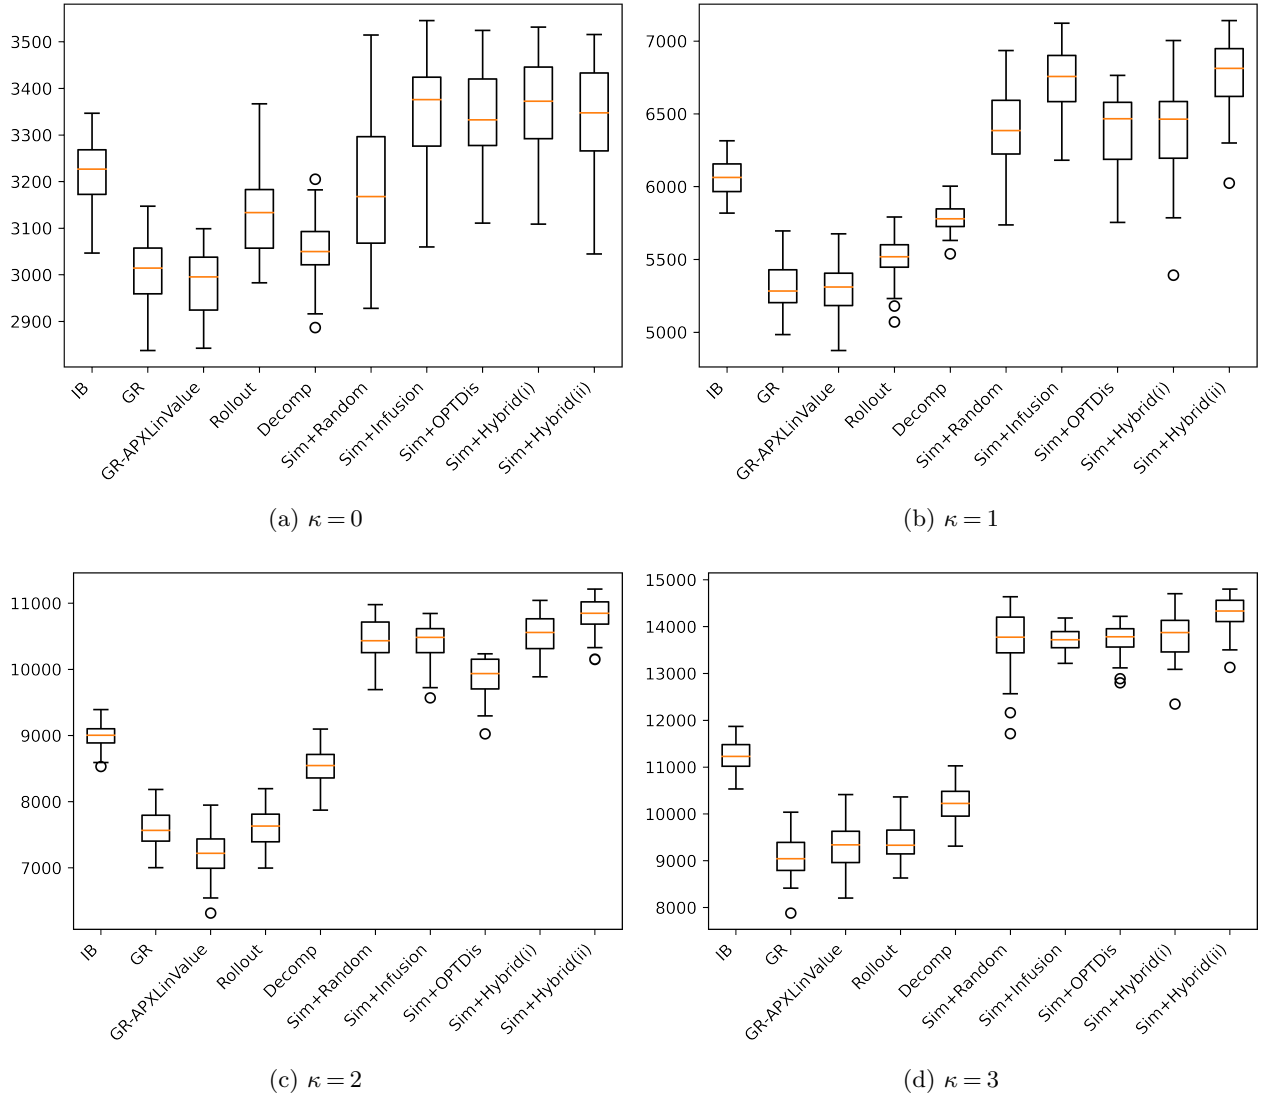 3500
3400
3300
3200
3100
3000
2900
IB
GR
GR-APXLinValue
Rollout
Decomp
Sim+Random
Sim+Infusion
Sim+OPTDis
Sim+Hybrid(i)
Sim+Hybrid(ii)
(a) κ = 0
7000
6500
6000
5500
5000
IB
GR
GR-APXLinValue
Rollout
Decomp
Sim+Random
Sim+Infusion
Sim+OPTDis
Sim+Hybrid(i)
Sim+Hybrid(ii)
(b) κ = 1
11000
10000
9000
8000
7000
IB
GR
GR-APXLinValue
Rollout
Decomp
Sim+Random
Sim+Infusion
Sim+OPTDis
Sim+Hybrid(i)
Sim+Hybrid(ii)
(c) κ = 2
15000
14000
13000
12000
11000
10000
9000
8000
IB
GR
GR-APXLinValue
Rollout
Decomp
Sim+Random
Sim+Infusion
Sim+OPTDis
Sim+Hybrid(i)
Sim+Hybrid(ii)
(d) κ = 3